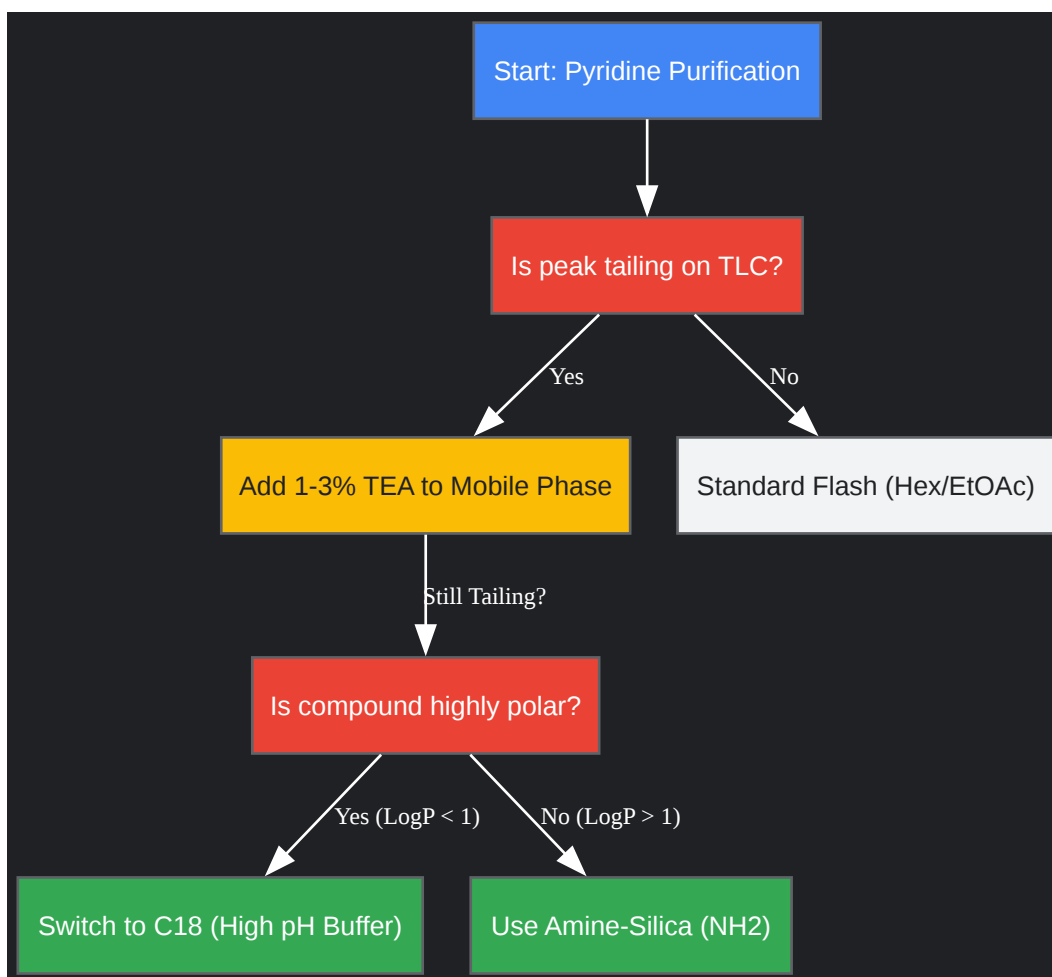 Start: Pyridine Purification
Is peak tailing on TLC?
Yes
No
Add 1-3% TEA to Mobile Phase
Standard Flash (Hex/EtOAc)
Still Tailing?
Is compound highly polar?
Yes (LogP < 1)
No (LogP > 1)
Switch to C18 (High pH Buffer)
Use Amine-Silica (NH2)